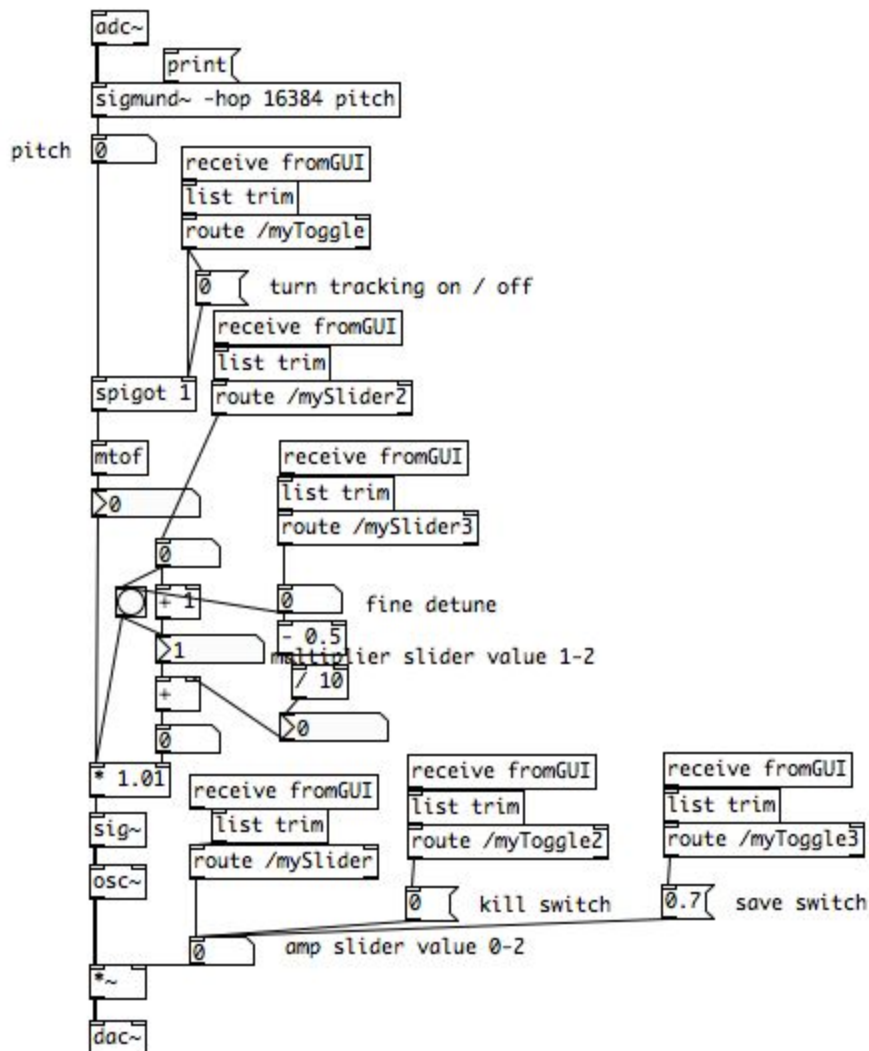 adc~
print
sigmund~ -hop 16384 pitch
pitch
0
receive fromGUI
list trim
route /myToggle
0
turn tracking on / off
receive fromGUI
list trim
route /mySlider2
spigot 1
mtof
0
receive fromGUI
list trim
route /mySlider3
0
+ 1
0
fine detune
- 0.5
1
multiplier slider value 1-2
/ 10
+
0
0
* 1.01
receive fromGUI
list trim
route /mySlider
receive fromGUI
list trim
route /myToggle2
receive fromGUI
list trim
route /myToggle3
sig~
osc~
0
kill switch
0.7
save switch
0
amp slider value 0-2
*~
dac~